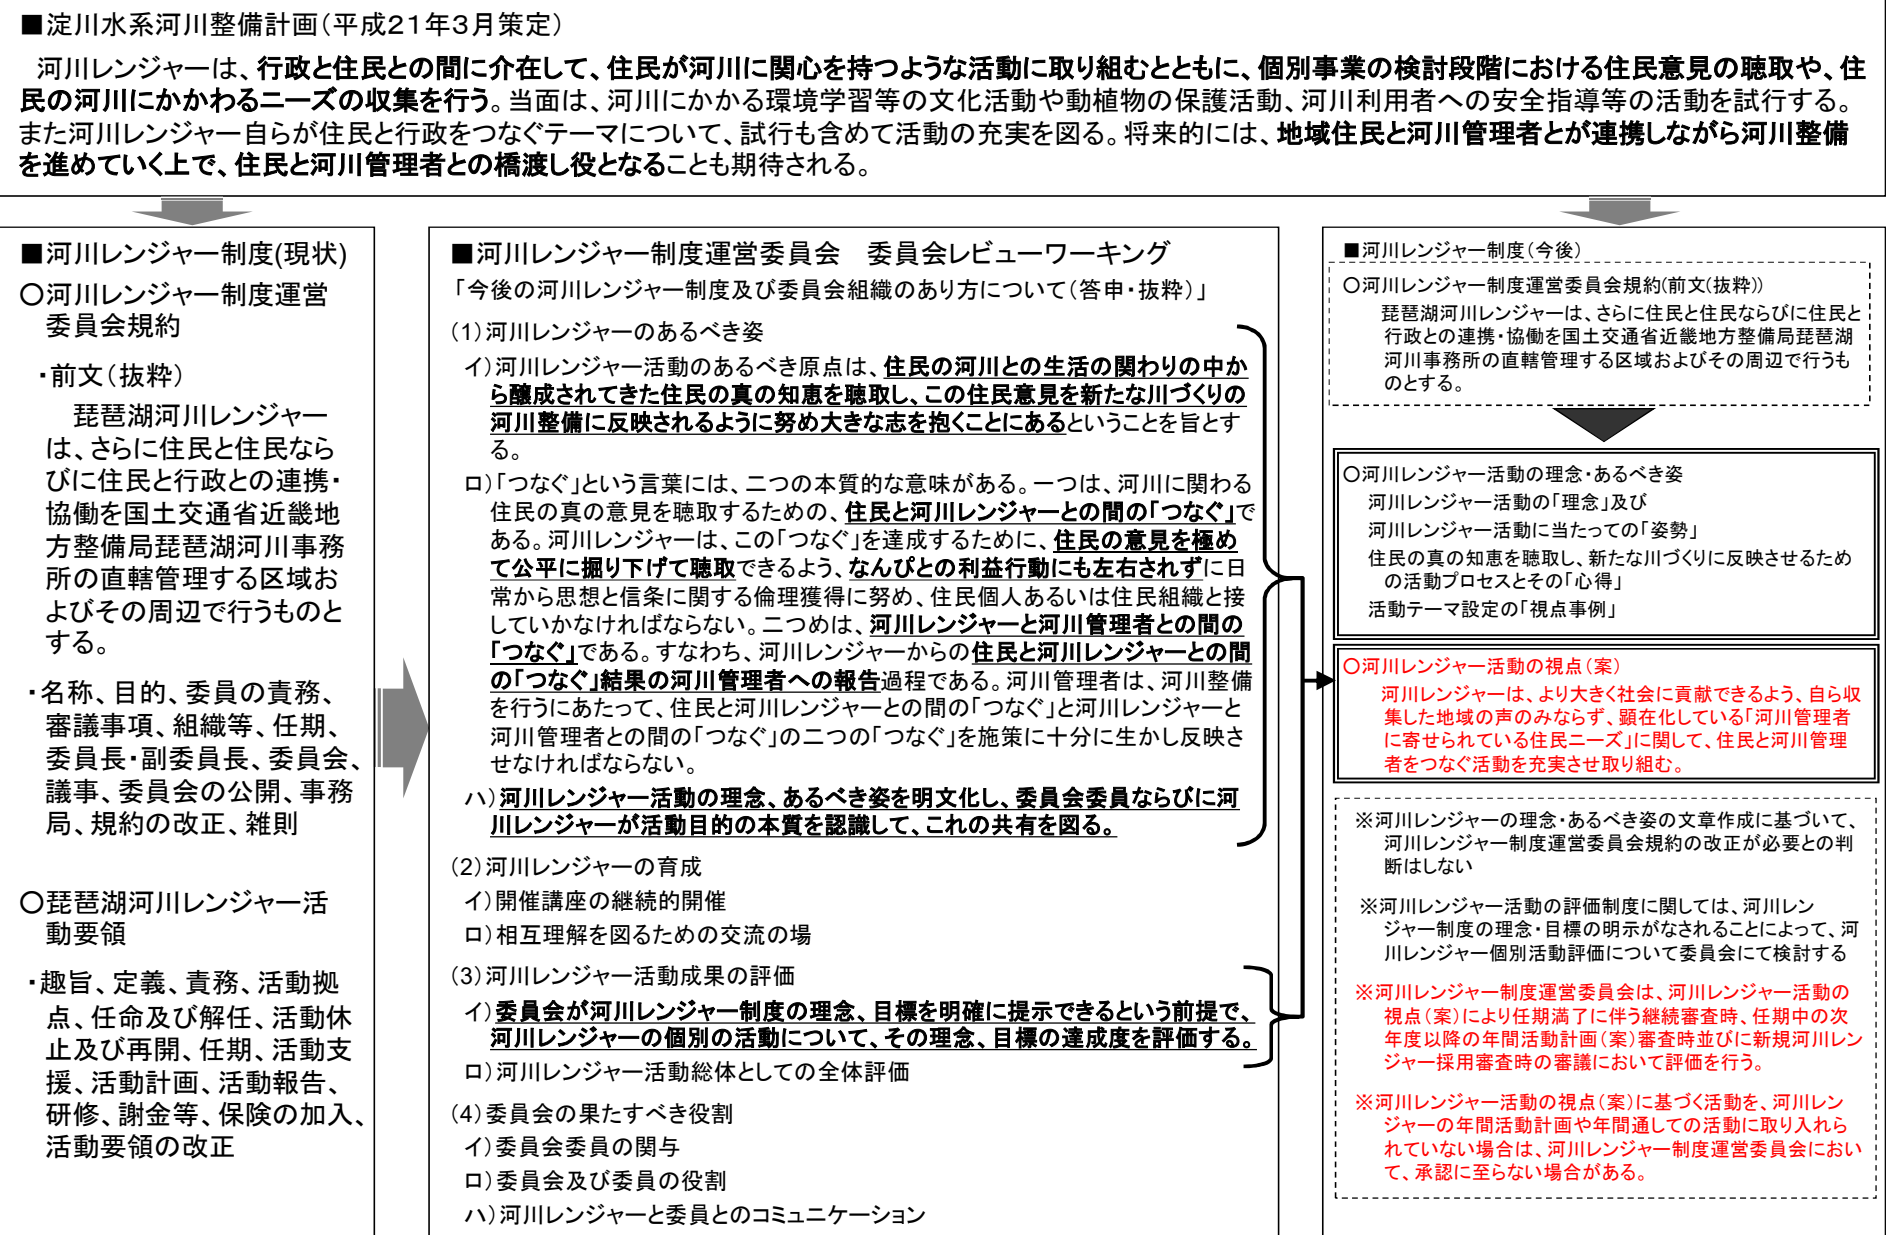 ■淀川水系河川整備計画（平成２１年３月策定）
河川レンジャーは、行政と住民との間に介在して、住民が河川に関心を持つような活動に取り組むとともに、個別事業の検討段階における住民意見の聴取や、住
民の河川にかかわるニーズの収集を行う。当面は、河川にかかる環境学習等の文化活動や動植物の保護活動、河川利用者への安全指導等の活動を試行する。
また河川レンジャー自らが住民と行政をつなぐテーマについて、試行も含めて活動の充実を図る。将来的には、地域住民と河川管理者とが連携しながら河川整備
を進めていく上で、住民と河川管理者との橋渡し役となることも期待される。
■河川レンジャー制度(現状)
○河川レンジャー制度運営
委員会規約
・前文（抜粋）
琵琶湖河川レンジャー
は、さらに住民と住民なら
びに住民と行政との連携・
協働を国土交通省近畿地
方整備局琵琶湖河川事務
所の直轄管理する区域お
よびその周辺で行うものと
する。
・名称、目的、委員の責務、
審議事項、組織等、任期、
委員長・副委員長、委員会、
議事、委員会の公開、事務
局、規約の改正、雑則
○琵琶湖河川レンジャー活
動要領
・趣旨、定義、責務、活動拠
点、任命及び解任、活動休
止及び再開、任期、活動支
援、活動計画、活動報告、
研修、謝金等、保険の加入、
活動要領の改正
■河川レンジャー制度運営委員会　委員会レビューワーキング
「今後の河川レンジャー制度及び委員会組織のあり方について（答申・抜粋）」
（１）河川レンジャーのあるべき姿
イ）河川レンジャー活動のあるべき原点は、住民の河川との生活の関わりの中か
ら醸成されてきた住民の真の知恵を聴取し、この住民意見を新たな川づくりの
河川整備に反映されるように努め大きな志を抱くことにあるということを旨とす
る。
ロ）「つなぐ」という言葉には、二つの本質的な意味がある。一つは、河川に関わる
住民の真の意見を聴取するための、住民と河川レンジャーとの間の「つなぐ」で
ある。河川レンジャーは、この「つなぐ」を達成するために、住民の意見を極め
て公平に掘り下げて聴取できるよう、なんぴとの利益行動にも左右されずに日
常から思想と信条に関する倫理獲得に努め、住民個人あるいは住民組織と接
していかなければならない。二つめは、河川レンジャーと河川管理者との間の
「つなぐ」である。すなわち、河川レンジャーからの住民と河川レンジャーとの間
の「つなぐ」結果の河川管理者への報告過程である。河川管理者は、河川整備
を行うにあたって、住民と河川レンジャーとの間の「つなぐ」と河川レンジャーと
河川管理者との間の「つなぐ」の二つの「つなぐ」を施策に十分に生かし反映さ
せなければならない。
ハ）河川レンジャー活動の理念、あるべき姿を明文化し、委員会委員ならびに河
川レンジャーが活動目的の本質を認識して、これの共有を図る。
（２）河川レンジャーの育成
イ）開催講座の継続的開催
ロ）相互理解を図るための交流の場
（３）河川レンジャー活動成果の評価
イ）委員会が河川レンジャー制度の理念、目標を明確に提示できるという前提で、
河川レンジャーの個別の活動について、その理念、目標の達成度を評価する。
ロ）河川レンジャー活動総体としての全体評価
（４）委員会の果たすべき役割
イ）委員会委員の関与
ロ）委員会及び委員の役割
ハ）河川レンジャーと委員とのコミュニケーション
■河川レンジャー制度（今後）
○河川レンジャー制度運営委員会規約(前文(抜粋))
琵琶湖河川レンジャーは、さらに住民と住民ならびに住民と
行政との連携・協働を国土交通省近畿地方整備局琵琶湖
河川事務所の直轄管理する区域およびその周辺で行うも
のとする。
○河川レンジャー活動の理念・あるべき姿
河川レンジャー活動の「理念」及び
河川レンジャー活動に当たっての「姿勢」
住民の真の知恵を聴取し、新たな川づくりに反映させるため
の活動プロセスとその「心得」
活動テーマ設定の「視点事例」
○河川レンジャー活動の視点（案）
河川レンジャーは、より大きく社会に貢献できるよう、自ら収
集した地域の声のみならず、顕在化している「河川管理者
に寄せられている住民ニーズ」に関して、住民と河川管理
者をつなぐ活動を充実させ取り組む。
※河川レンジャーの理念・あるべき姿の文章作成に基づいて、
河川レンジャー制度運営委員会規約の改正が必要との判
断はしない
※河川レンジャー活動の評価制度に関しては、河川レン
ジャー制度の理念・目標の明示がなされることによって、河
川レンジャー個別活動評価について委員会にて検討する
※河川レンジャー制度運営委員会は、河川レンジャー活動の
視点（案）により任期満了に伴う継続審査時、任期中の次
年度以降の年間活動計画（案）審査時並びに新規河川レン
ジャー採用審査時の審議において評価を行う。
※河川レンジャー活動の視点（案）に基づく活動を、河川レン
ジャーの年間活動計画や年間通しての活動に取り入れら
れていない場合は、河川レンジャー制度運営委員会におい
て、承認に至らない場合がある。